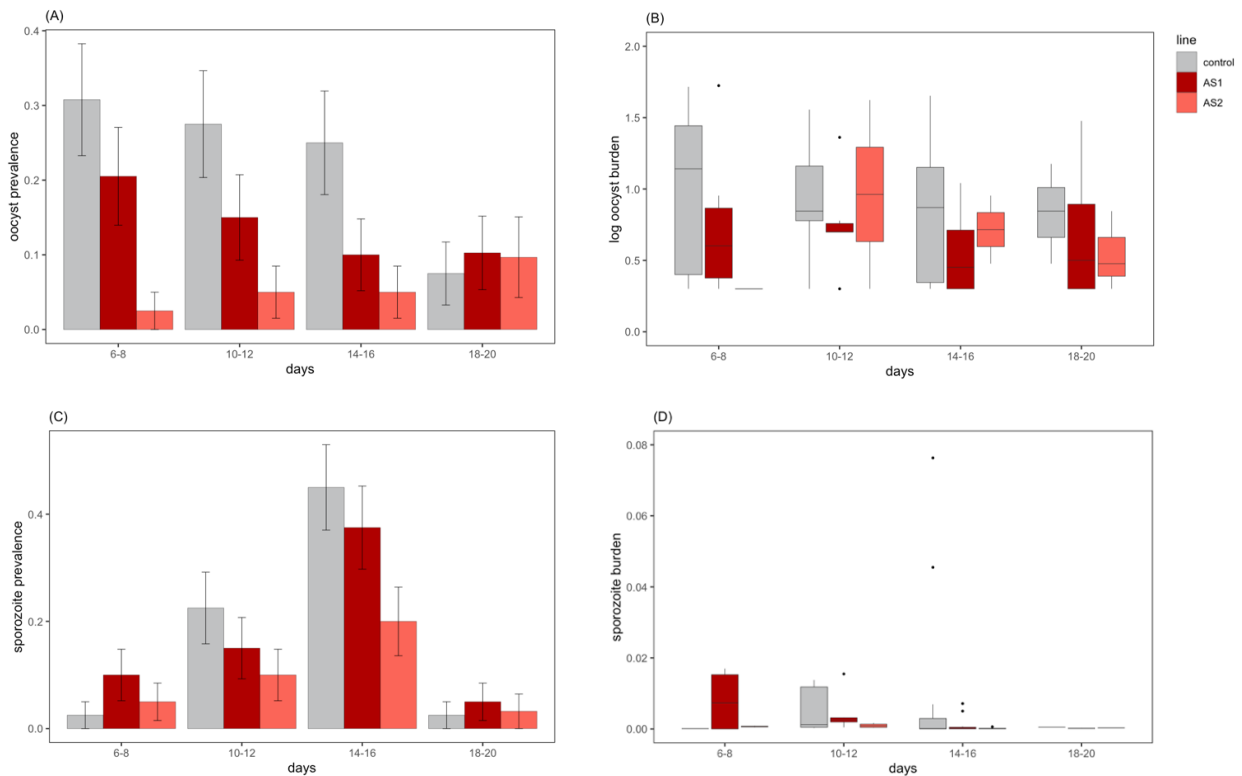 (A)
oocyst prevalence
0.4
0.3
0.2
0.1
0.0
6-8 10-12 14-16 18-20
days
(B)
log oocyst burden
2.0
1.5
1.0
0.5
0.0
6-8 10-12 14-16 18-20
days
line
control
AS1
AS2
(C)
sporozoite prevalence
0.4
0.2
0.0
6-8 10-12 14-16 18-20
days
(D)
sporozoite burden
0.08
0.06
0.04
0.02
0.00
6-8 10-12 14-16 18-20
days